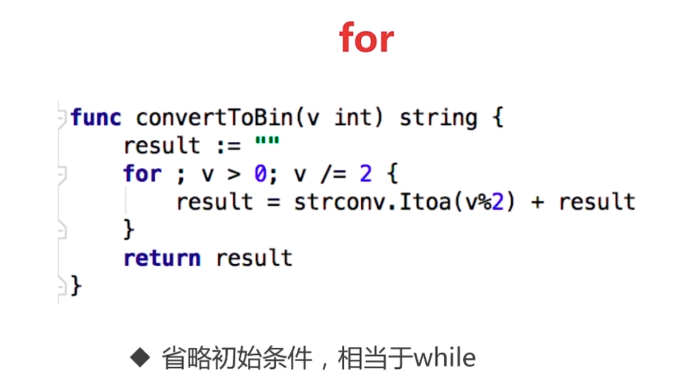 for
func convertToBin(v int) string {
    result := ""
    for ; v > 0; v /= 2 {
        result = strconv.Itoa(v%2) + result
    }
    return result
}
◆ 省略初始条件，相当于while